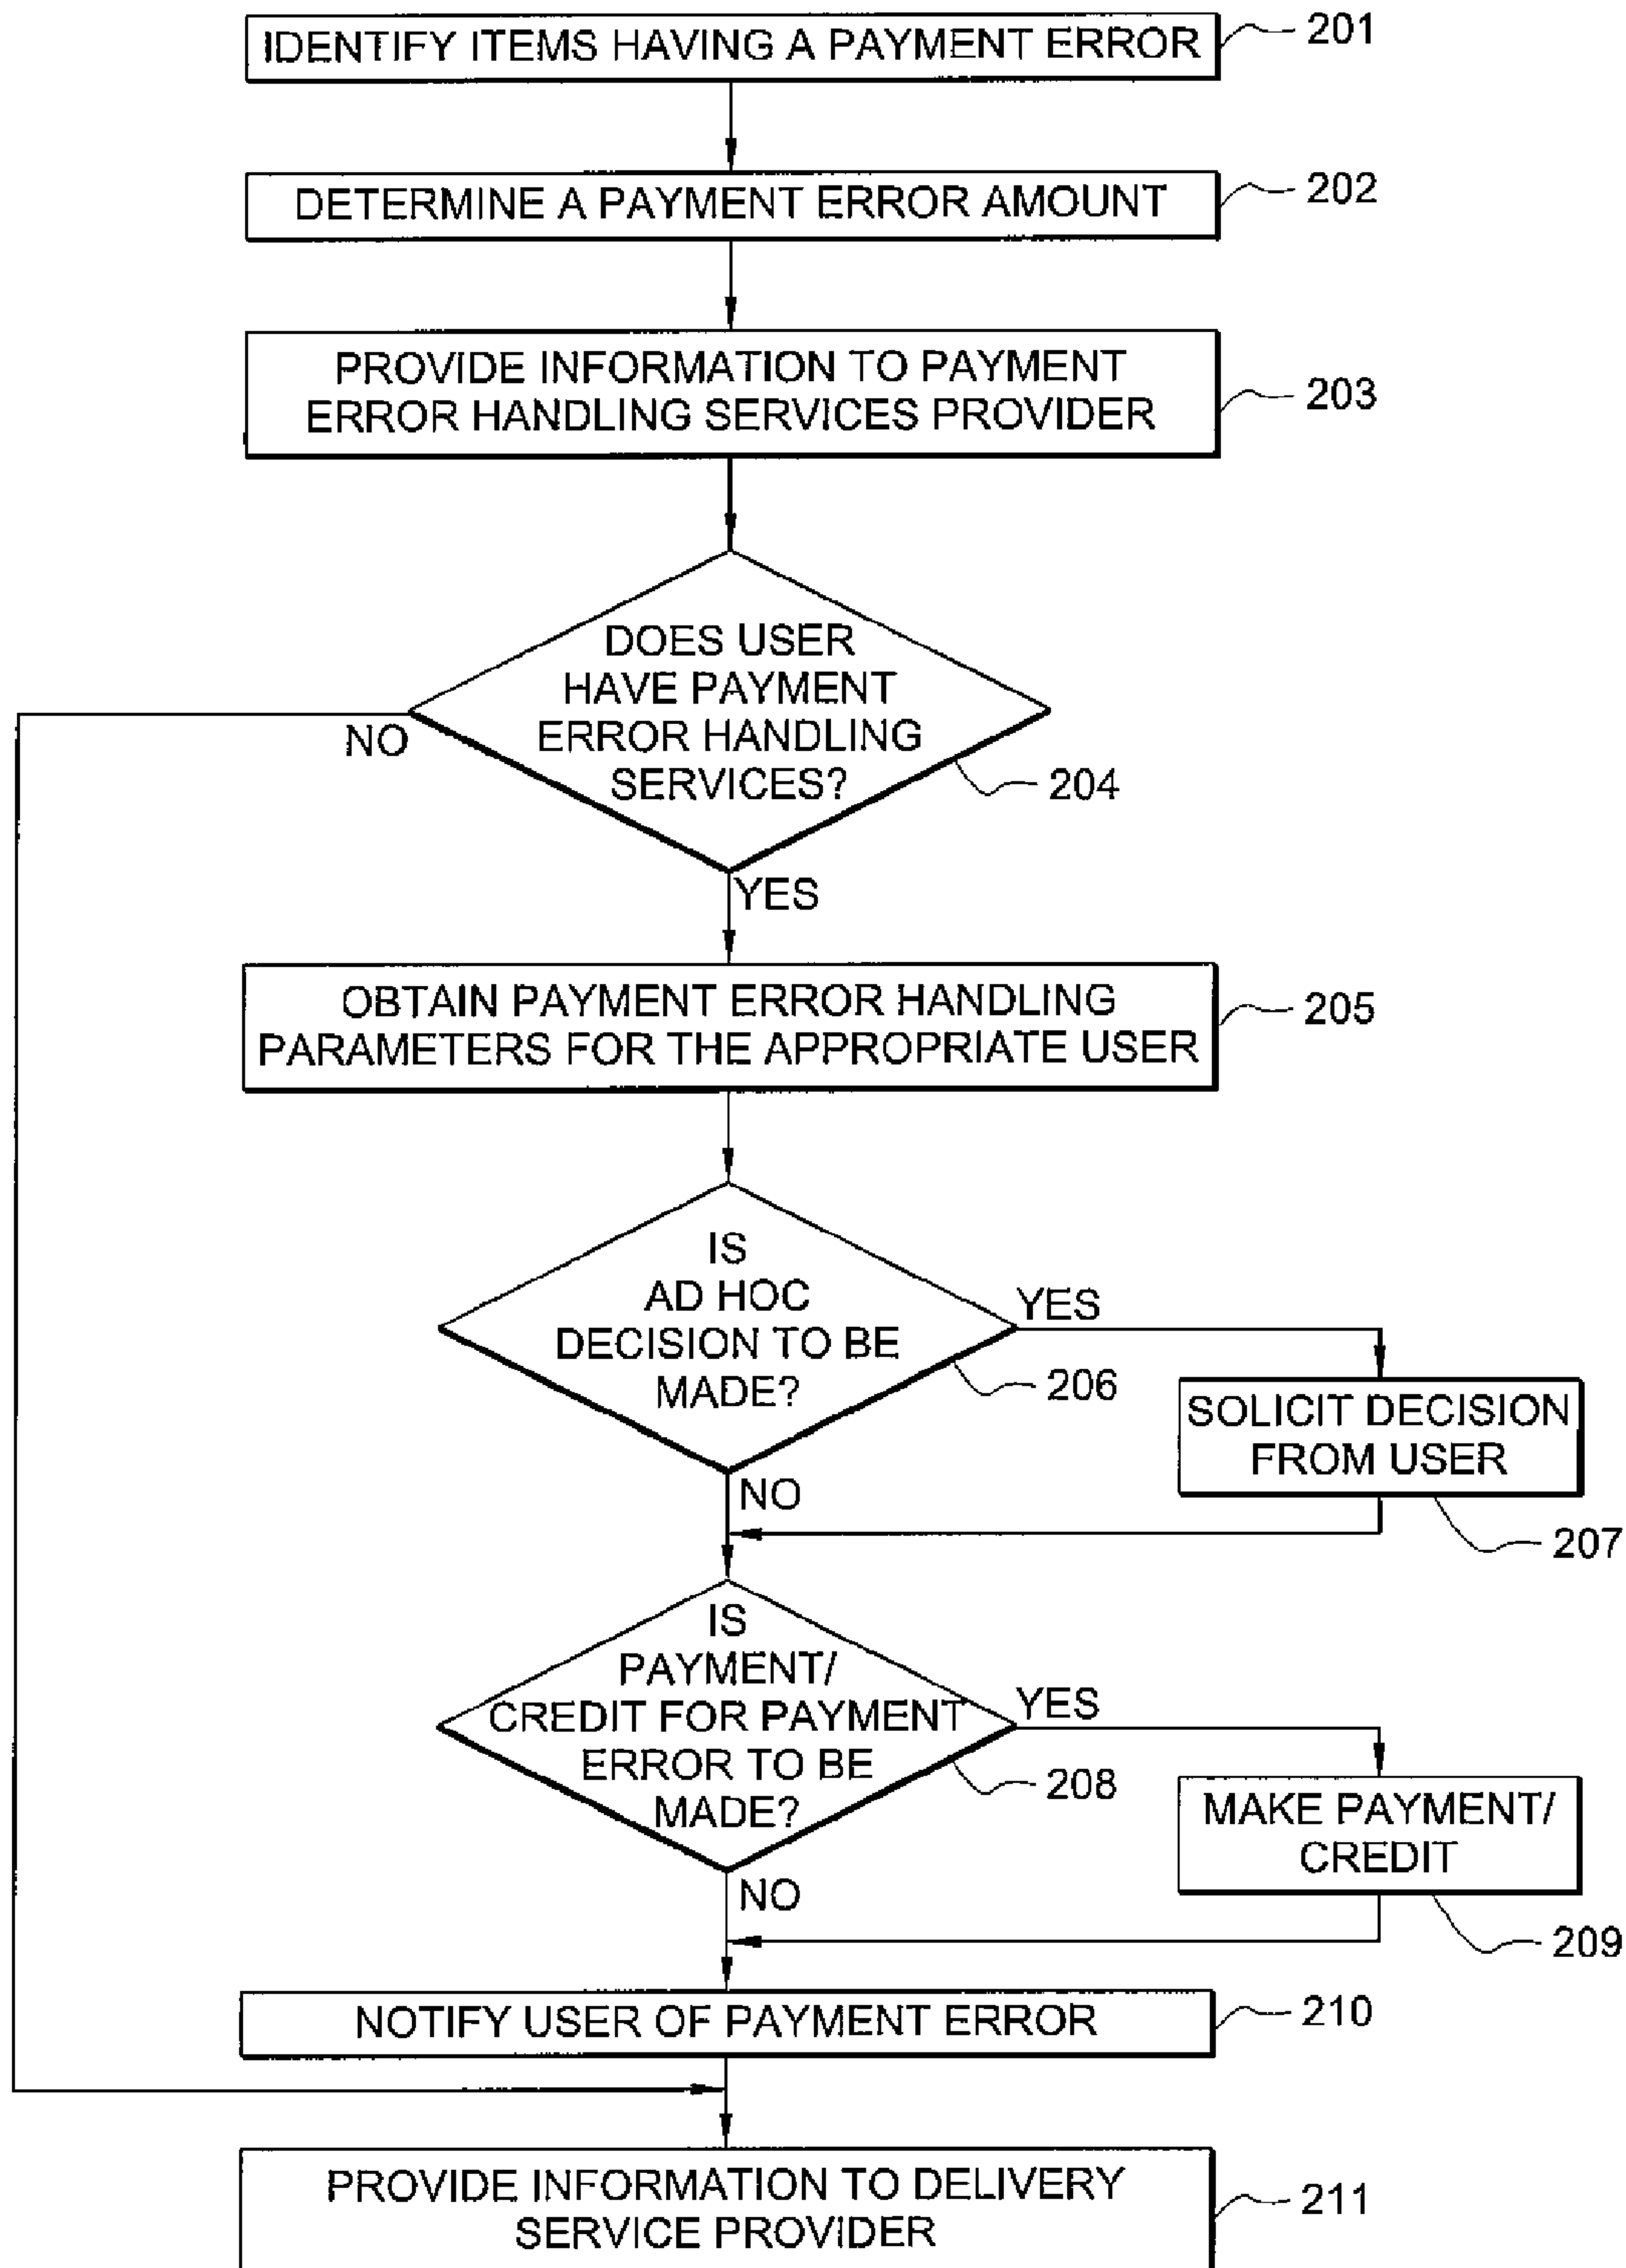 IDENTIFY ITEMS HAVING A PAYMENT ERROR
201
DETERMINE A PAYMENT ERROR AMOUNT
202
PROVIDE INFORMATION TO PAYMENT
ERROR HANDLING SERVICES PROVIDER
203
DOES USER
HAVE PAYMENT
ERROR HANDLING
SERVICES?
204
NO
YES
OBTAIN PAYMENT ERROR HANDLING
PARAMETERS FOR THE APPROPRIATE USER
205
IS
AD HOC
DECISION TO BE
MADE?
206
YES
SOLICIT DECISION
FROM USER
207
NO
IS
PAYMENT/
CREDIT FOR PAYMENT
ERROR TO BE
MADE?
208
YES
MAKE PAYMENT/
CREDIT
209
NO
NOTIFY USER OF PAYMENT ERROR
210
PROVIDE INFORMATION TO DELIVERY
SERVICE PROVIDER
211